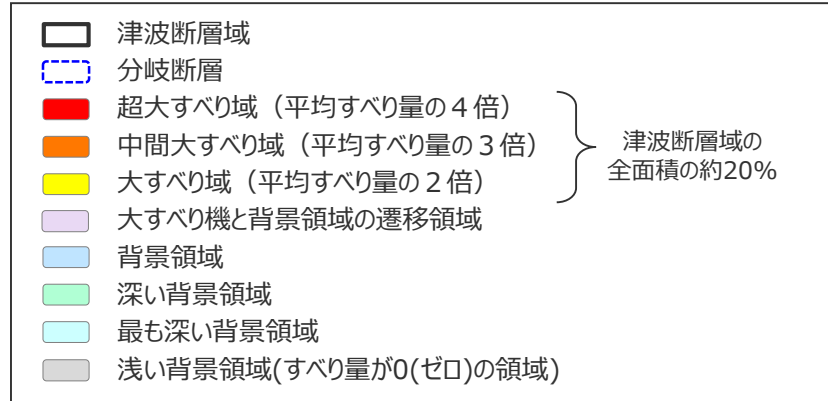 津波断層域
分岐断層
超大すべり域（平均すべり量の４倍）
中間大すべり域（平均すべり量の３倍）
大すべり域（平均すべり量の２倍）
津波断層域の
全面積の約20%
大すべり機と背景領域の遷移領域
背景領域
深い背景領域
最も深い背景領域
浅い背景領域(すべり量が0(ゼロ)の領域)